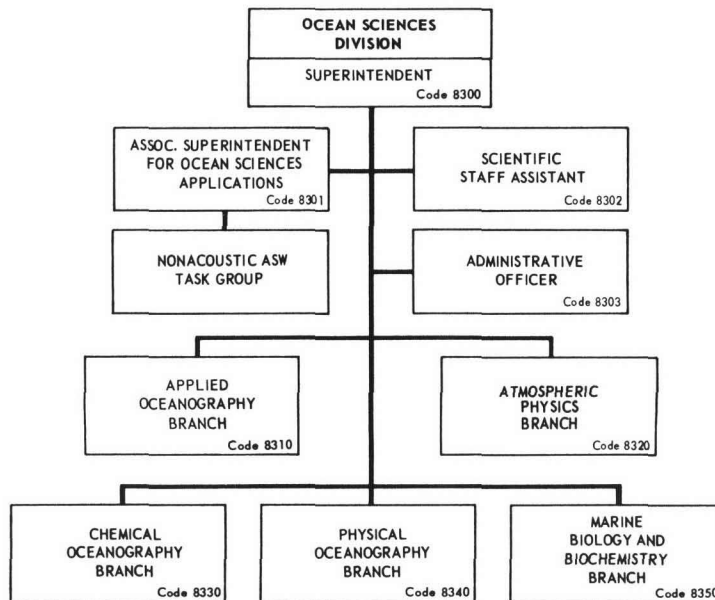 OCEAN SCIENCES
DIVISION
SUPERINTENDENT
Code 8300
ASSOC. SUPERINTENDENT
FOR OCEAN SCIENCES
APPLICATIONS
Code 8301
SCIENTIFIC
STAFF ASSISTANT
Code 8302
NONACOUSTIC ASW
TASK GROUP
ADMINISTRATIVE
OFFICER
Code 8303
APPLIED
OCEANOGRAPHY
BRANCH
Code 8310
ATMOSPHERIC
PHYSICS
BRANCH
Code 8320
CHEMICAL
OCEANOGRAPHY
BRANCH
Code 8330
PHYSICAL
OCEANOGRAPHY
BRANCH
Code 8340
MARINE
BIOLOGY AND
BIOCHEMISTRY
BRANCH
Code 8350